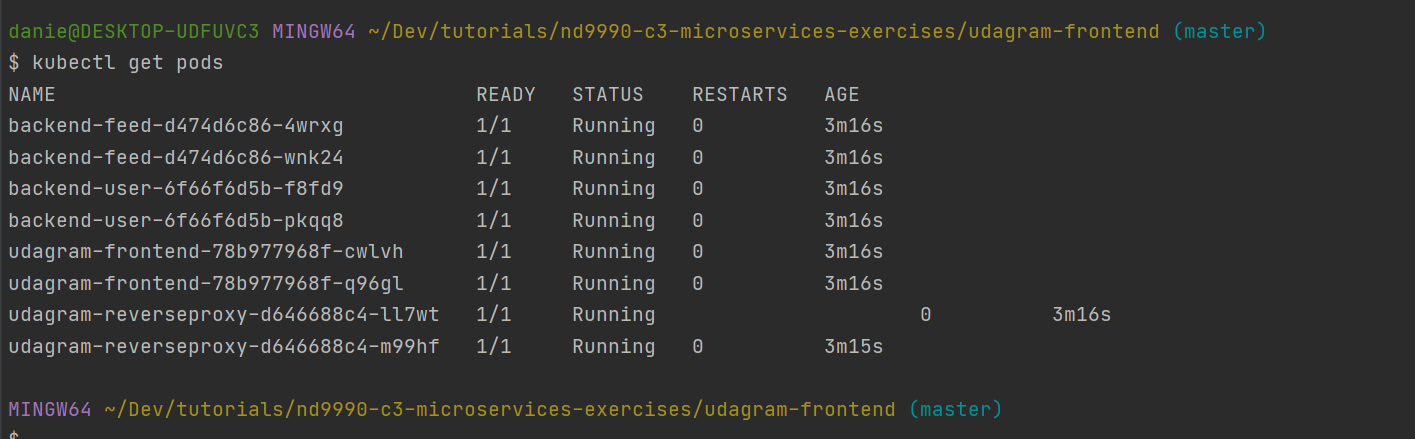 danie@DESKTOP-UDFUVC3 MINGW64 ~/Dev/tutorials/nd9990-c3-microservices-exercises/udagram-frontend (master)
$ kubectl get pods
NAME                                   READY   STATUS    RESTARTS   AGE
backend-feed-d474d6c86-4wrxg           1/1     Running   0          3m16s
backend-feed-d474d6c86-wnk24           1/1     Running   0          3m16s
backend-user-6f66f6d5b-f8fd9           1/1     Running   0          3m16s
backend-user-6f66f6d5b-pkqq8           1/1     Running   0          3m16s
udagram-frontend-78b977968f-cwlvh      1/1     Running   0          3m16s
udagram-frontend-78b977968f-q96gl      1/1     Running   0          3m16s
udagram-reverseproxy-d646688c4-ll7wt   1/1     Running                      0          3m16s
udagram-reverseproxy-d646688c4-m99hf   1/1     Running   0          3m15s
MINGW64 ~/Dev/tutorials/nd9990-c3-microservices-exercises/udagram-frontend (master)
$